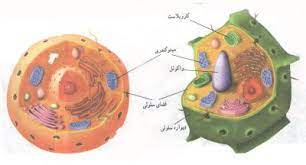 کلروپلاست
میتوکندری
واکوئل
غشای سلولی
دیواره سلولی